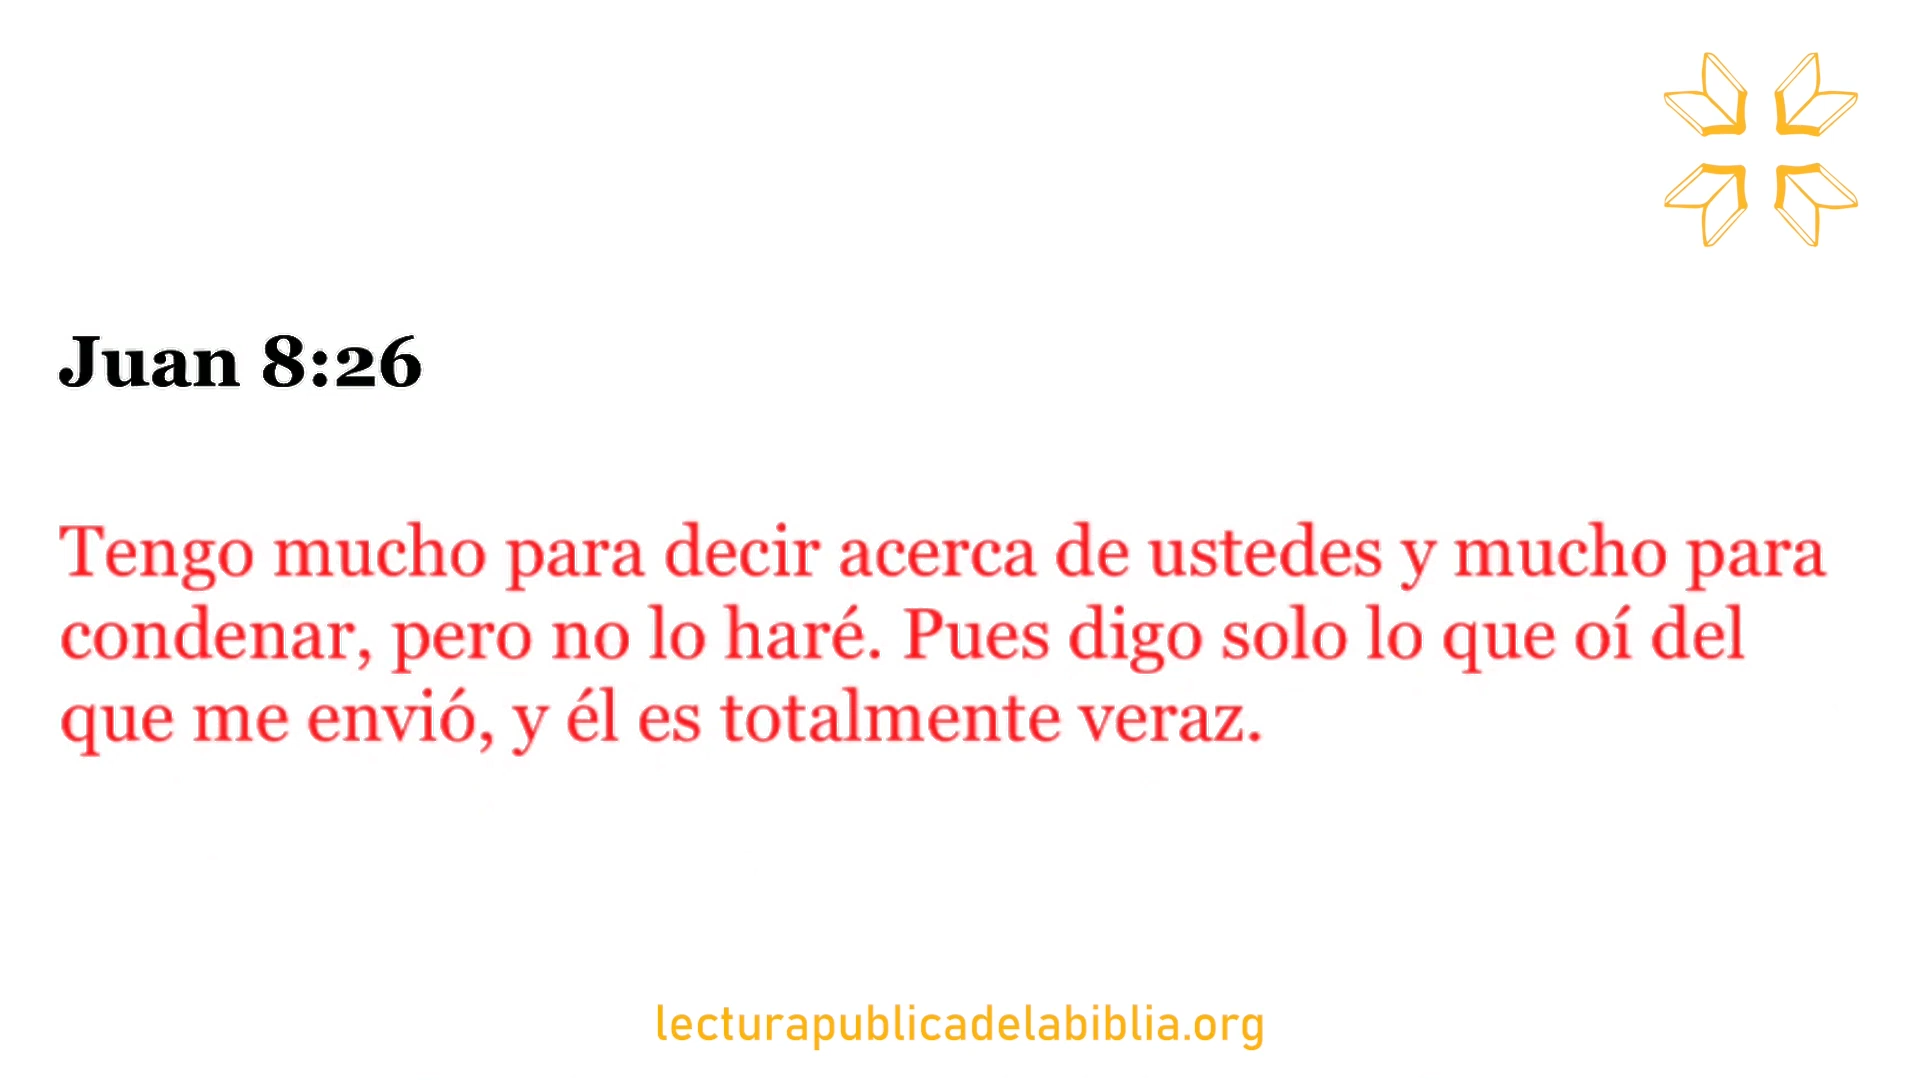 Juan 8:26
Tengo mucho para decir acerca de ustedes y mucho para
condenar, pero no lo haré. Pues digo solo lo que oí del
que me envió, y él es totalmente veraz.
lecturapublicadelabiblia.org